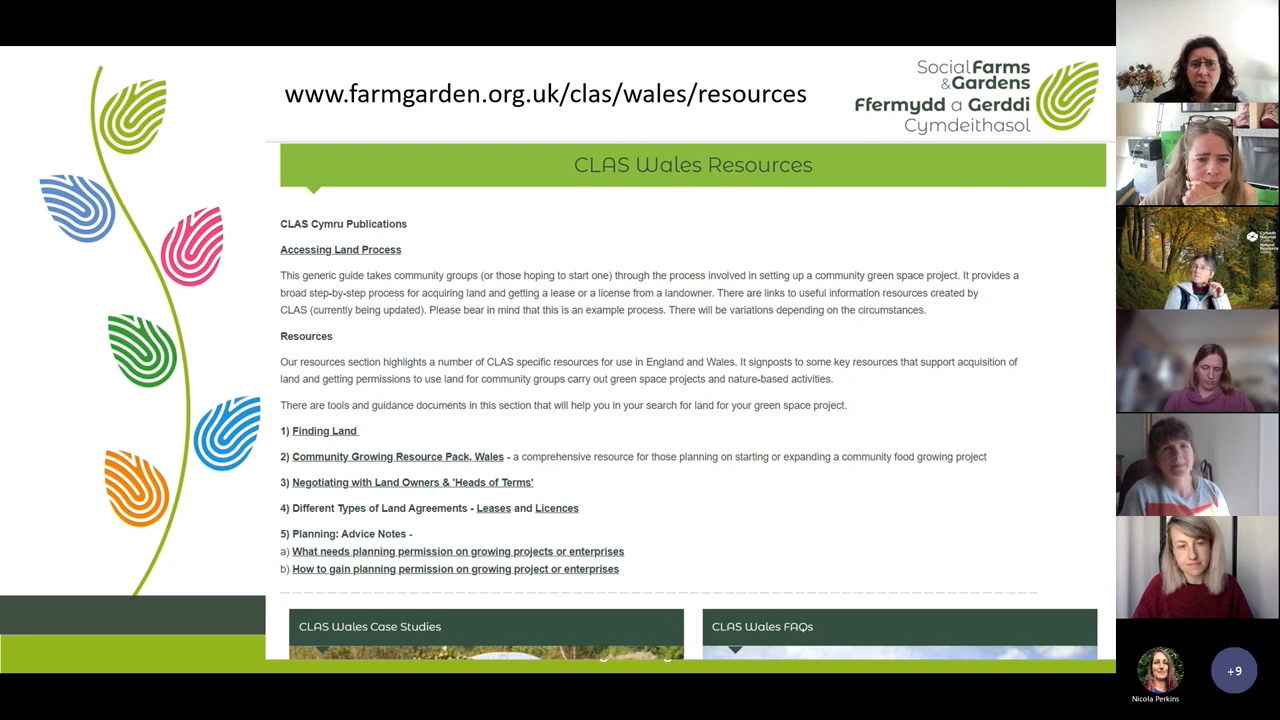 www.farmgarden.org.uk/clas/wales/resources
Social Farms
& Gardens
Ffermydd a Gerddi
Cymdeithasol
CLAS Wales Resources
CLAS Cymru Publications
Accessing Land Process
This generic guide takes community groups (or those hoping to start one) through the process involved in setting up a community green space project. It provides a
broad step-by-step process for acquiring land and getting a lease or a license from a landowner. There are links to useful information resources created by
CLAS (currently being updated). Please bear in mind that this is an example process. There will be variations depending on the circumstances.
Resources
Our resources section highlights a number of CLAS specific resources for use in England and Wales. It signposts to some key resources that support acquisition of
land and getting permissions to use land for community groups carry out green space projects and nature-based activities.
There are tools and guidance documents in this section that will help you in your search for land for your green space project.
1) Finding Land
2) Community Growing Resource Pack, Wales - a comprehensive resource for those planning on starting or expanding a community food growing project
3) Negotiating with Land Owners & 'Heads of Terms'
4) Different Types of Land Agreements - Leases and Licences
5) Planning: Advice Notes -
a) What needs planning permission on growing projects or enterprises
b) How to gain planning permission on growing project or enterprises
CLAS Wales Case Studies
CLAS Wales FAQs
Nicola Perkins
+9